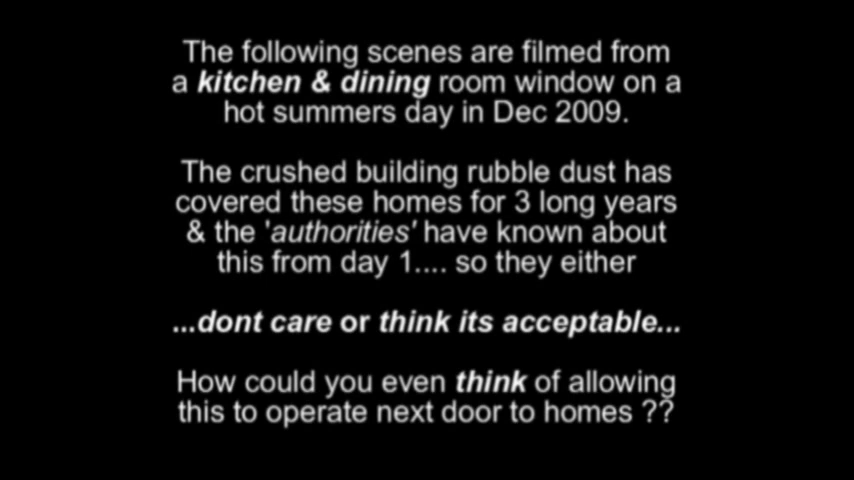 The following scenes are filmed from
a kitchen & dining room window on a
hot summers day in Dec 2009.
The crushed building rubble dust has
covered these homes for 3 long years
& the 'authorities' have known about
this from day 1.... so they either
...dont care or think its acceptable...
How could you even think of allowing
this to operate next door to homes ??